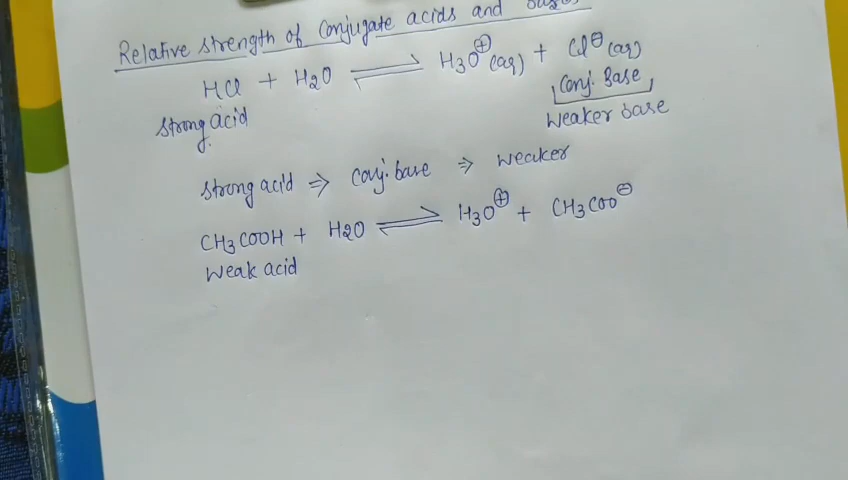 Relative strength of Conjugate acids and bases
HCl + H2O ⇌ H3O⊕(aq) + Cl⊖(aq)
Conj. Base
strong acid
Weaker base
strong acid ⇒ Conj. base ⇒ weaker
CH3COOH + H2O ⇌ H3O⊕ + CH3COO⊖
Weak acid